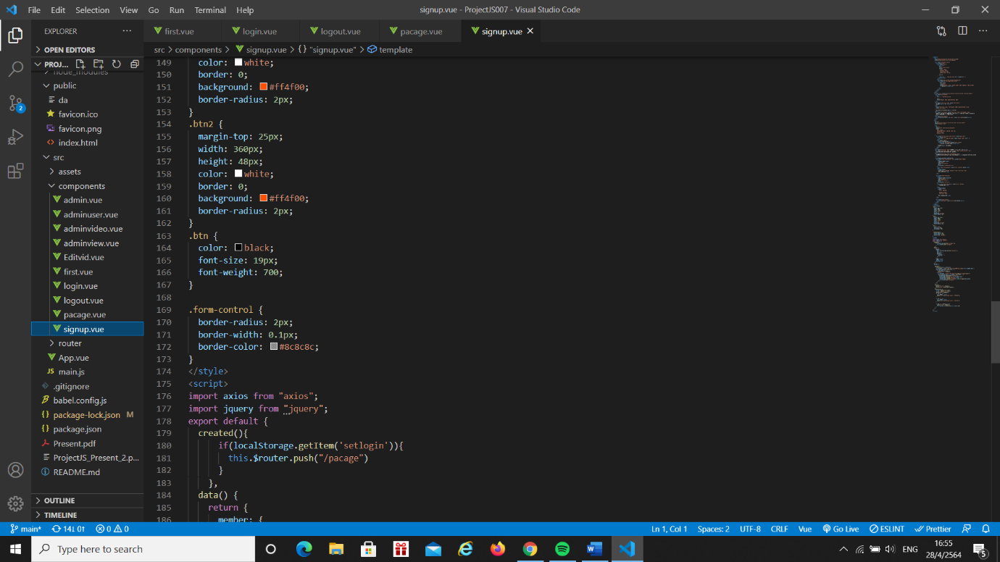 File Edit Selection View Go Run Terminal Help
signup.vue - ProjectJS007 - Visual Studio Code
EXPLORER
first.vue login.vue logout.vue pacage.vue signup.vue
OPEN EDITORS
src > components > signup.vue > {} "signup.vue" > template
PROJ...
node_modules
public
da
favicon.ico
favicon.png
index.html
src
assets
components
admin.vue
adminuser.vue
adminvideo.vue
adminview.vue
Editvid.vue
first.vue
login.vue
logout.vue
pacage.vue
signup.vue
router
App.vue
JS main.js
.gitignore
babel.config.js
{} package-lock.json M
{} package.json
Present.pdf
ProjectJS_Present_2.p...
README.md
OUTLINE
TIMELINE
2
149 color: white;
150 border: 0;
151 background: #ff4f00;
152 border-radius: 2px;
153 }
154 .btn2 {
155 margin-top: 25px;
156 width: 360px;
157 height: 48px;
158 color: white;
159 border: 0;
160 background: #ff4f00;
161 border-radius: 2px;
162 }
163 .btn {
164 color: black;
165 font-size: 19px;
166 font-weight: 700;
167 }
168
169 .form-control {
170 border-radius: 2px;
171 border-width: 0.1px;
172 border-color: #8c8c8c;
173 }
174 </style>
175 <script>
176 import axios from "axios";
177 import jquery from "jquery";
178 export default {
179 created(){
180 if(localStorage.getItem('setlogin')){
181 this.$router.push("/pacage")
182 }
183 },
184 data() {
185 return {
186 member: {
main* 14↓ 0↑ 0 0
Ln 1, Col 1 Spaces: 2 UTF-8 CRLF Vue Go Live ESLINT Prettier
Type here to search
ENG
16:55
28/4/2564
5